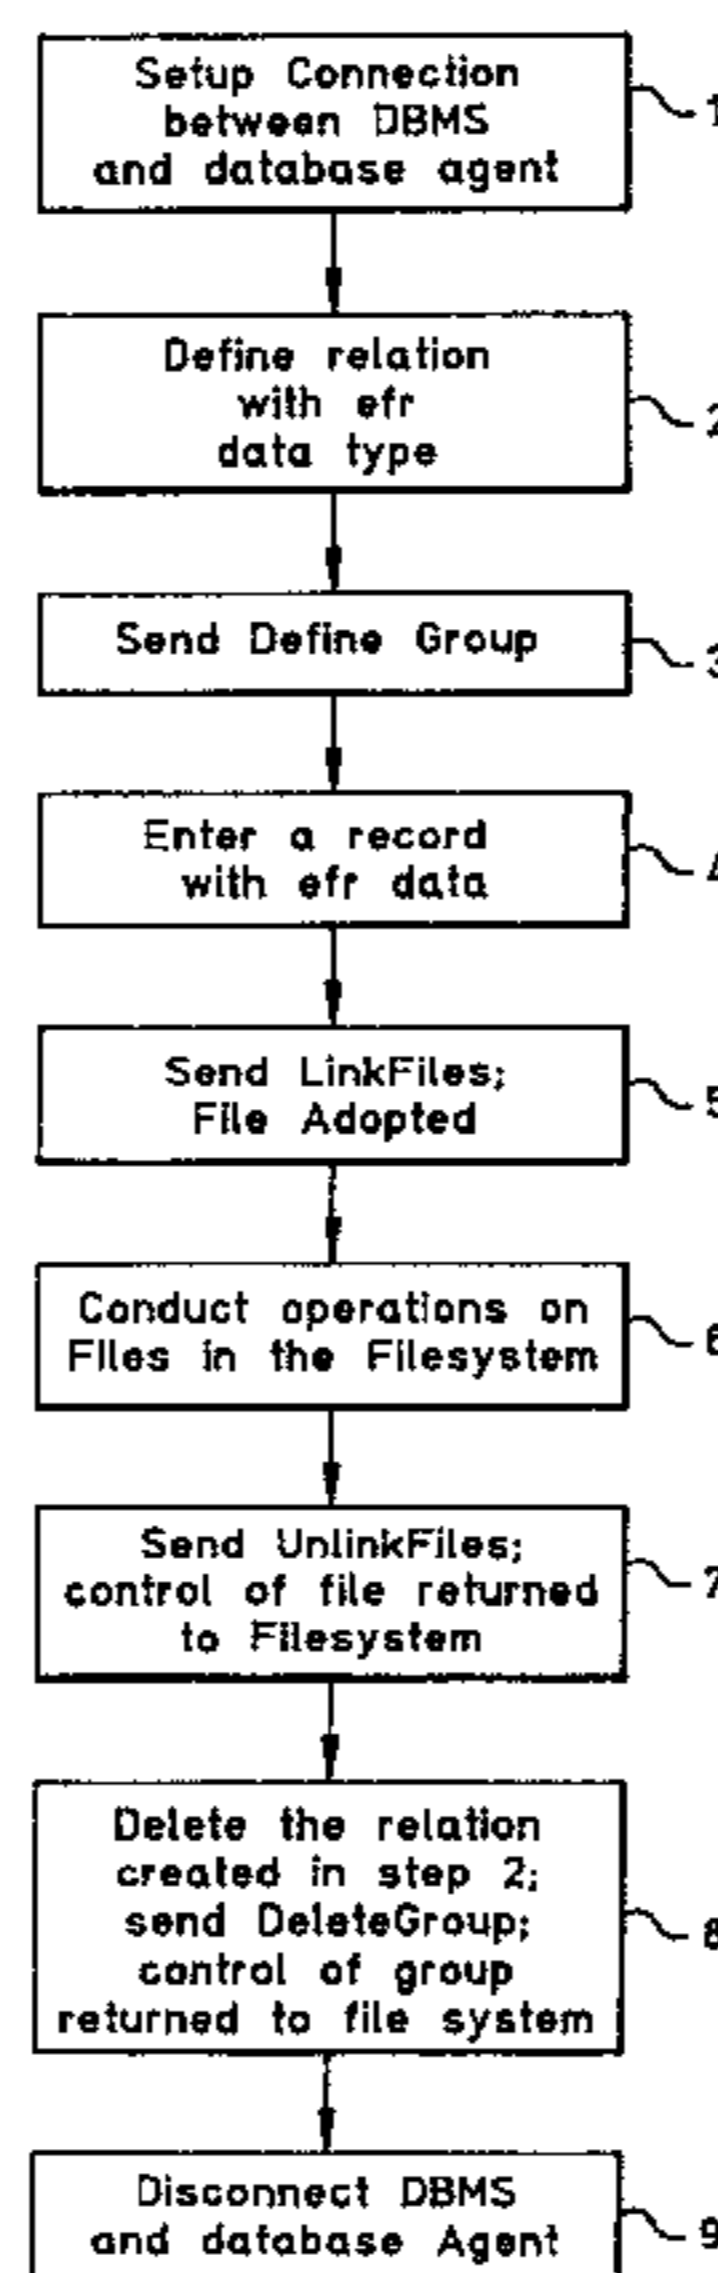 Setup Connection
between DBMS
and database agent
1
Define relation
with efr
data type
2
Send Define Group
3
Enter a record
with efr data
4
Send LinkFiles;
File Adopted
5
Conduct operations on
Files in the Filesystem
6
Send UnlinkFiles;
control of file returned
to Filesystem
7
Delete the relation
created in step 2;
send DeleteGroup;
control of group
returned to file system
8
Disconnect DBMS
and database Agent
9